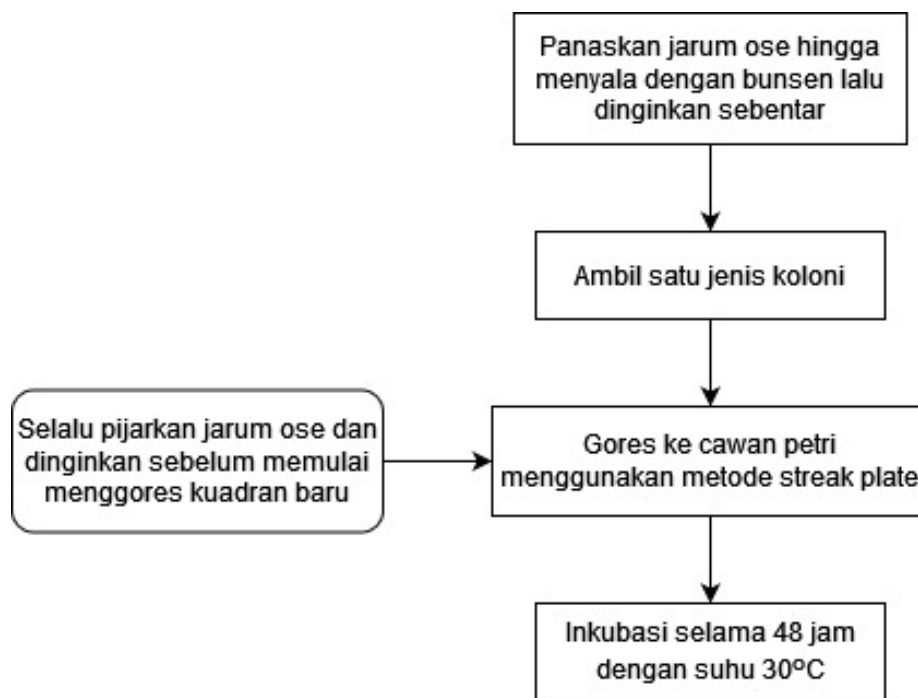 Panaskan jarum ose hingga
menyala dengan bunsen lalu
dinginkan sebentar
Ambil satu jenis koloni
Selalu pijarkan jarum ose dan
dinginkan sebelum memulai
menggores kuadran baru
Gores ke cawan petri
menggunakan metode streak plate
Inkubasi selama 48 jam
dengan suhu 30°C